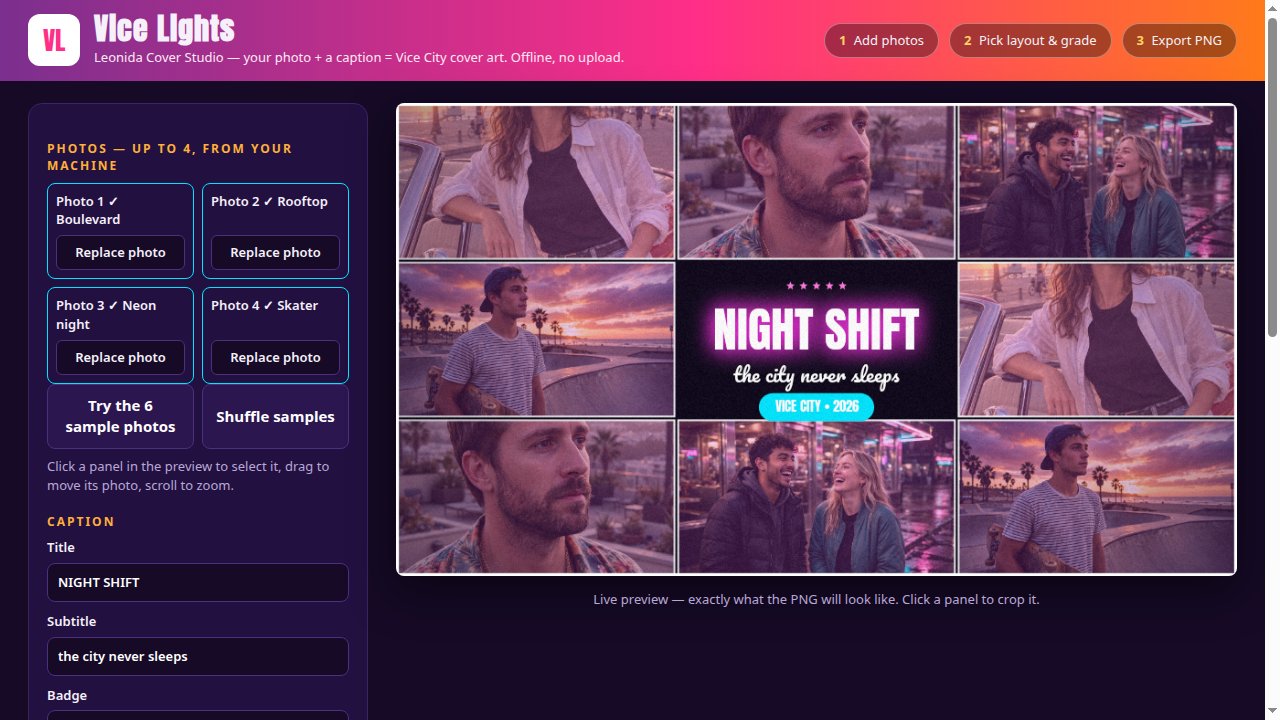 VL
Vice Lights
Leonida Cover Studio — your photo + a caption = Vice City cover art. Offline, no upload.
1 Add photos
2 Pick layout & grade
3 Export PNG
PHOTOS — UP TO 4, FROM YOUR
MACHINE
Photo 1 ✓
Boulevard
Replace photo
Photo 2 ✓ Rooftop
Replace photo
Photo 3 ✓ Neon
night
Replace photo
Photo 4 ✓ Skater
Replace photo
Try the 6
sample photos
Shuffle samples
Click a panel in the preview to select it, drag to
move its photo, scroll to zoom.
CAPTION
Title
NIGHT SHIFT
Subtitle
the city never sleeps
Badge
★ ★ ★ ★ ★
NIGHT SHIFT
the city never sleeps
VICE CITY • 2026
Live preview — exactly what the PNG will look like. Click a panel to crop it.